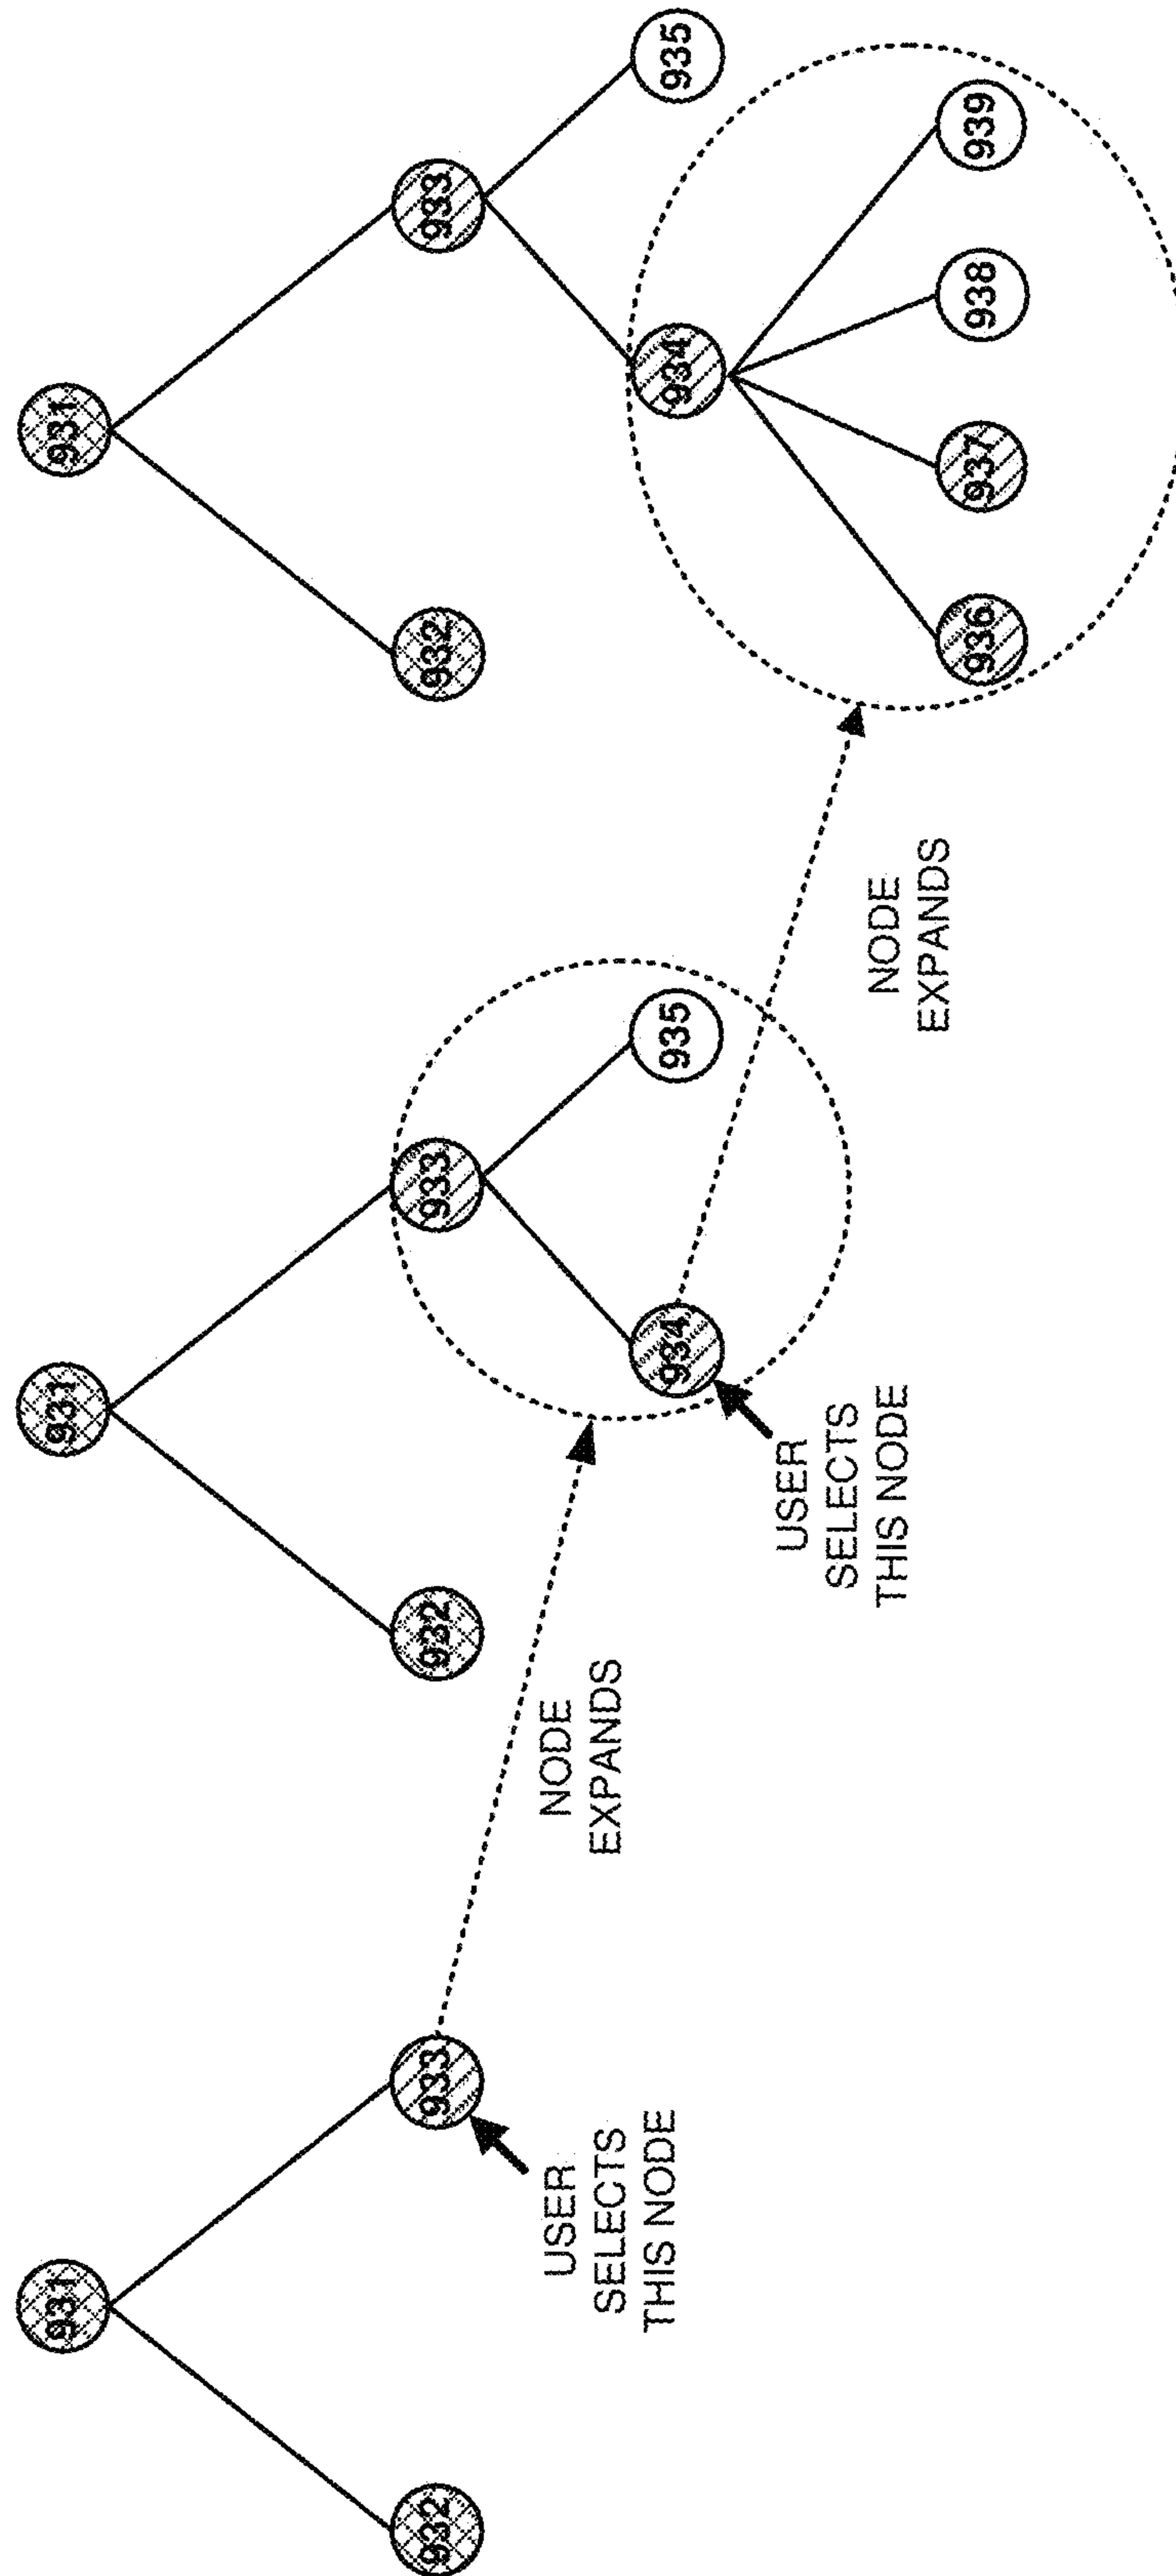 931
932
933
USER
SELECTS
THIS NODE
NODE
EXPANDS
931
932
933
934
935
USER
SELECTS
THIS NODE
NODE
EXPANDS
931
932
933
934
935
936
937
938
939